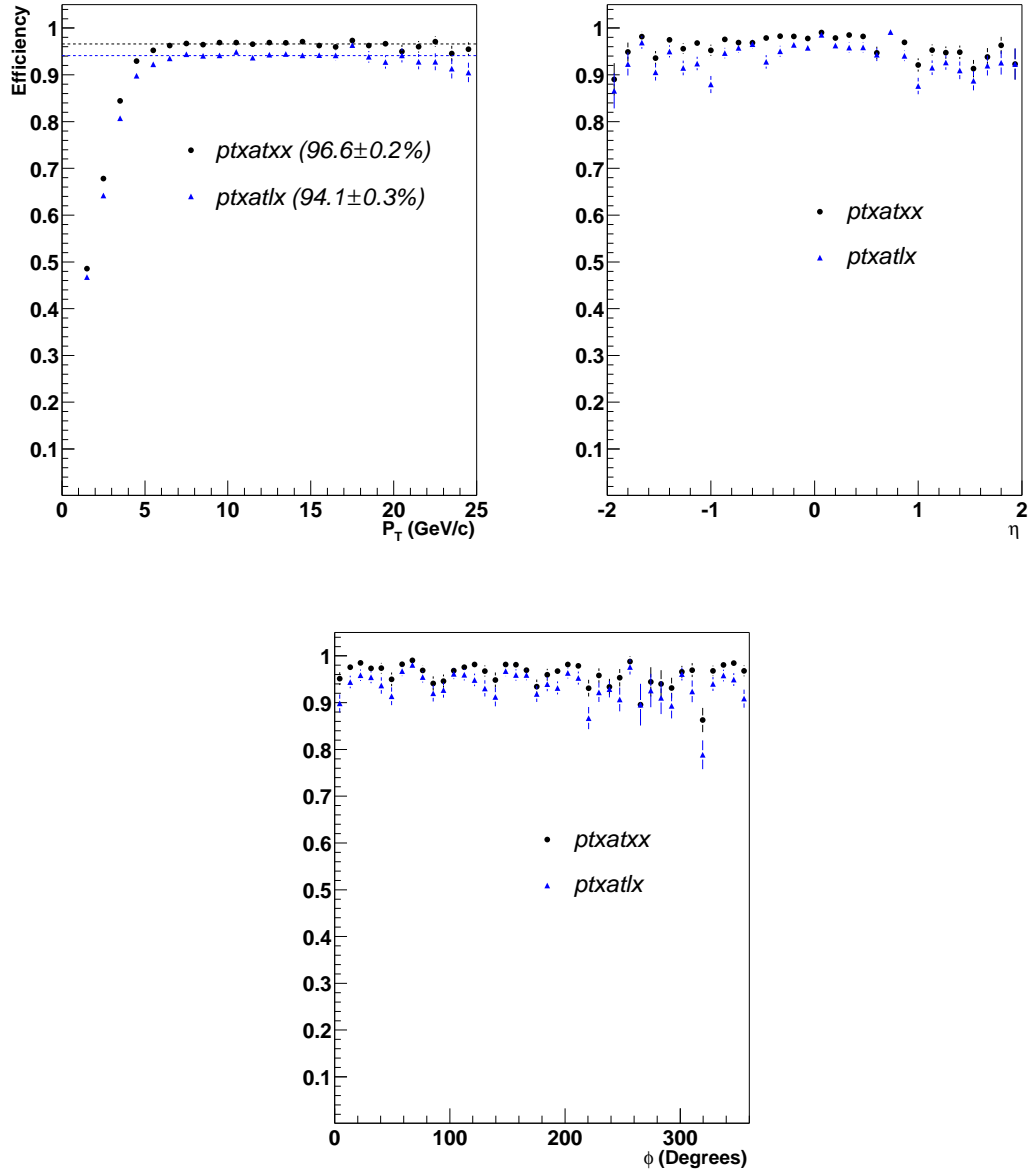 Efficiency
1
0.9
0.8
0.7
0.6
0.5
0.4
0.3
0.2
0.1
ptxatxx (96.6±0.2%)
ptxatlx (94.1±0.3%)
0 5 10 15 20 25
P_T (GeV/c)
1
0.9
0.8
0.7
0.6
0.5
0.4
0.3
0.2
0.1
ptxatxx
ptxatlx
-2 -1 0 1 2
η
1
0.9
0.8
0.7
0.6
0.5
0.4
0.3
0.2
0.1
ptxatxx
ptxatlx
0 100 200 300
ϕ (Degrees)